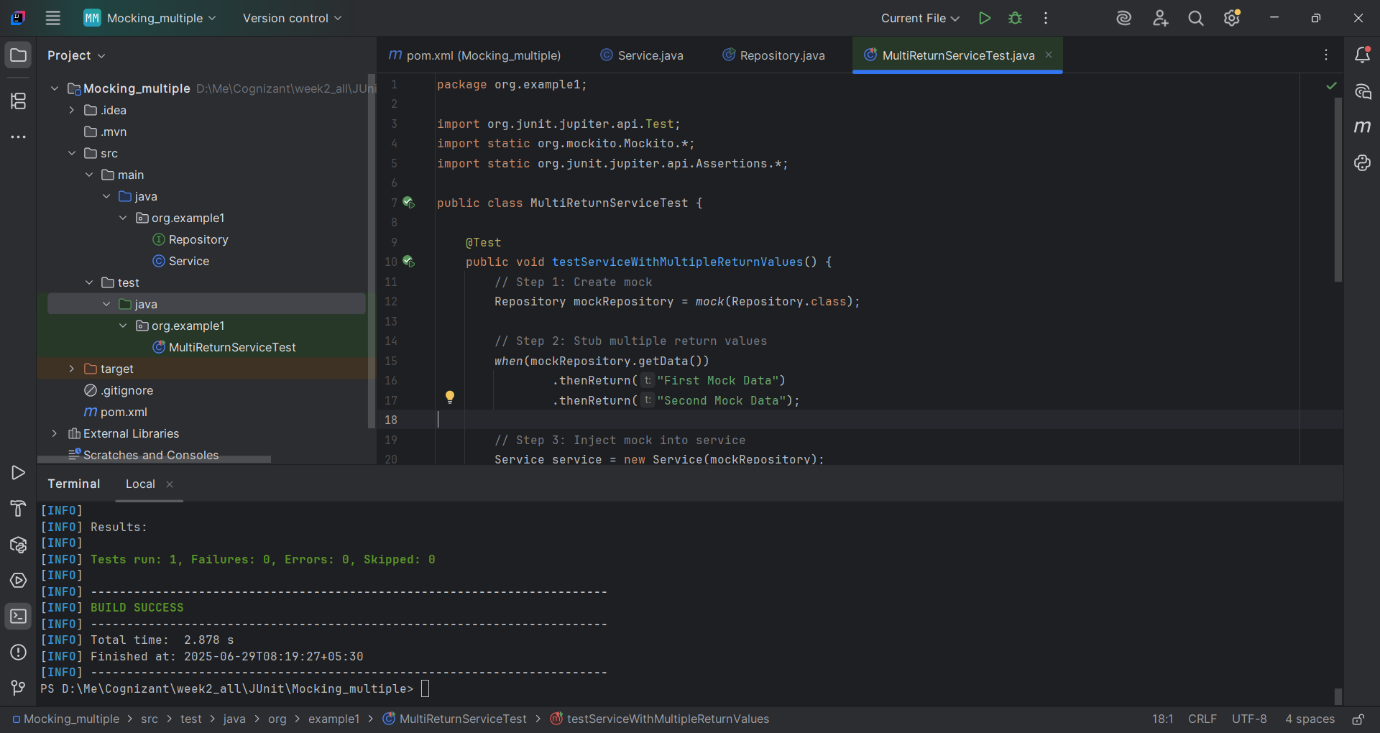 MM Mocking_multiple Version control Current File
Project
pom.xml (Mocking_multiple) Service.java Repository.java MultiReturnServiceTest.java
Mocking_multiple D:\Me\Cognizant\week2_all\JUni
.idea
.mvn
src
main
java
org.example1
Repository
Service
test
java
org.example1
MultiReturnServiceTest
target
.gitignore
pom.xml
External Libraries
Scratches and Consoles
1 package org.example1;
2
3 import org.junit.jupiter.api.Test;
4 import static org.mockito.Mockito.*;
5 import static org.junit.jupiter.api.Assertions.*;
6
7 public class MultiReturnServiceTest {
8
9 @Test
10 public void testServiceWithMultipleReturnValues() {
11 // Step 1: Create mock
12 Repository mockRepository = mock(Repository.class);
13
14 // Step 2: Stub multiple return values
15 when(mockRepository.getData())
16 .thenReturn( t: "First Mock Data")
17 .thenReturn( t: "Second Mock Data");
18
19 // Step 3: Inject mock into service
20 Service service = new Service(mockRepository);
Terminal Local
[INFO]
[INFO] Results:
[INFO]
[INFO] Tests run: 1, Failures: 0, Errors: 0, Skipped: 0
[INFO]
[INFO] ------------------------------------------------------------------------
[INFO] BUILD SUCCESS
[INFO] ------------------------------------------------------------------------
[INFO] Total time:  2.878 s
[INFO] Finished at: 2025-06-29T08:19:27+05:30
[INFO] ------------------------------------------------------------------------
PS D:\Me\Cognizant\week2_all\JUnit\Mocking_multiple>
Mocking_multiple > src > test > java > org > example1 > MultiReturnServiceTest > testServiceWithMultipleReturnValues 18:1 CRLF UTF-8 4 spaces